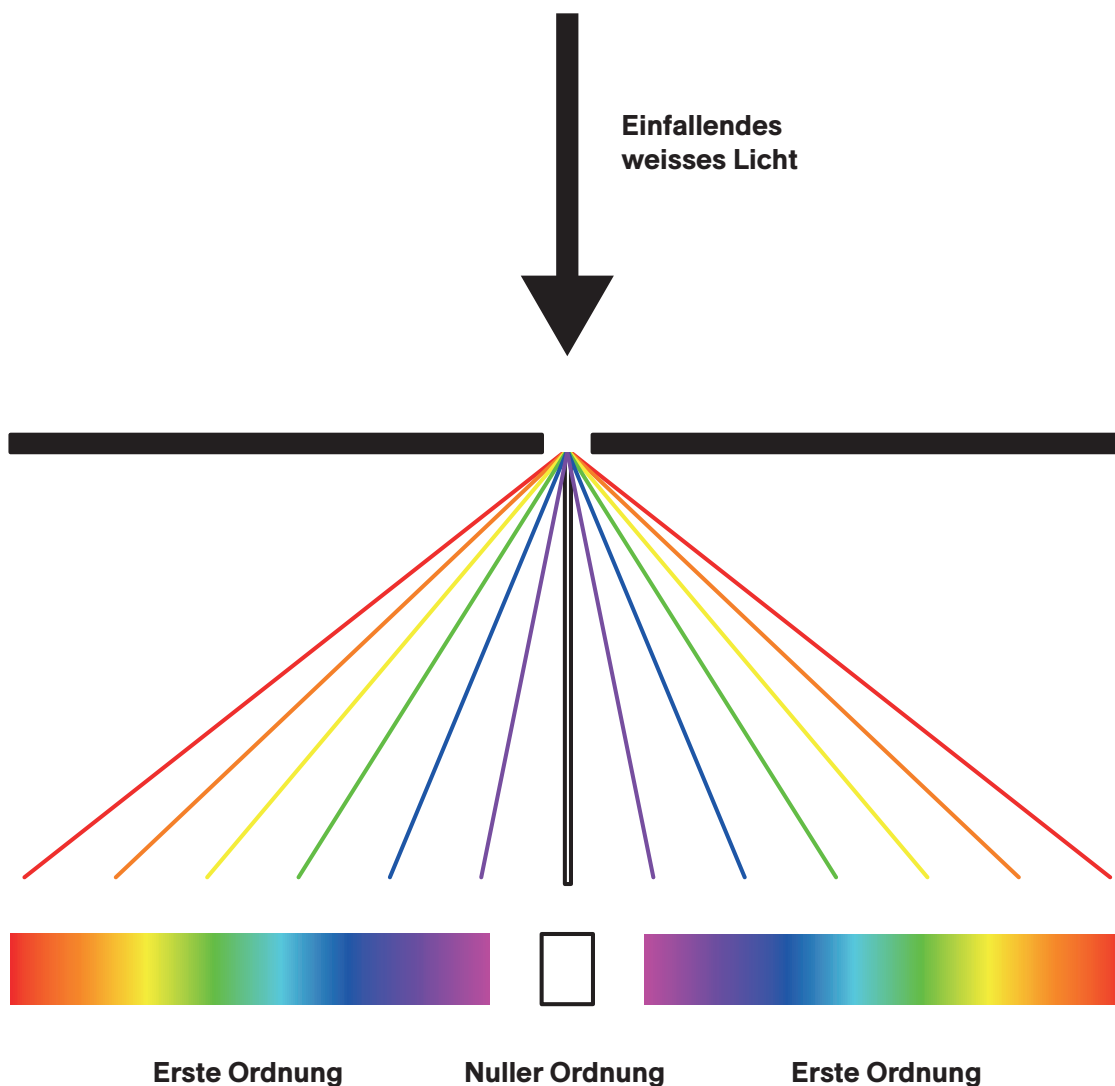 Einfallendes
weisses Licht
Erste Ordnung
Nuller Ordnung
Erste Ordnung